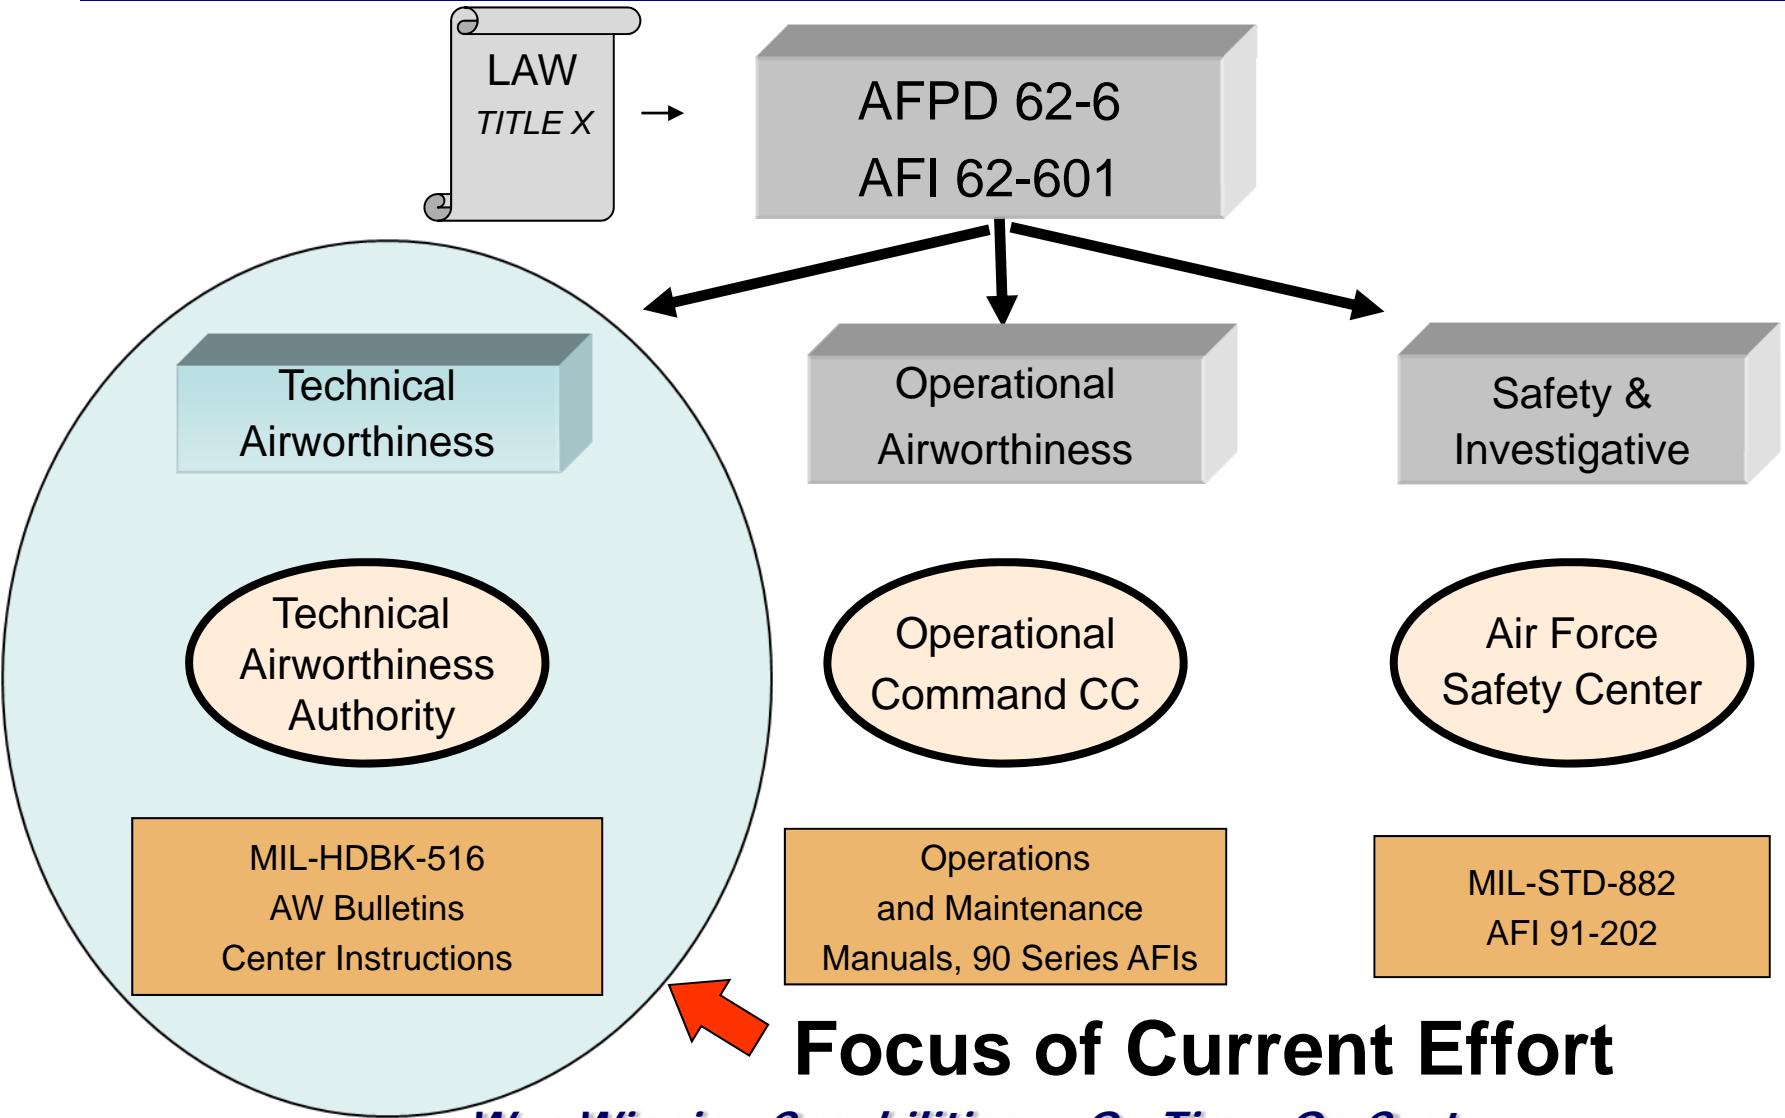 LAW
TITLE X
AFPD 62-6
AFI 62-601
Technical
Airworthiness
Operational
Airworthiness
Safety &
Investigative
Technical
Airworthiness
Authority
Operational
Command CC
Air Force
Safety Center
MIL-HDBK-516
AW Bulletins
Center Instructions
Operations
and Maintenance
Manuals, 90 Series AFIs
MIL-STD-882
AFI 91-202
Focus of Current Effort